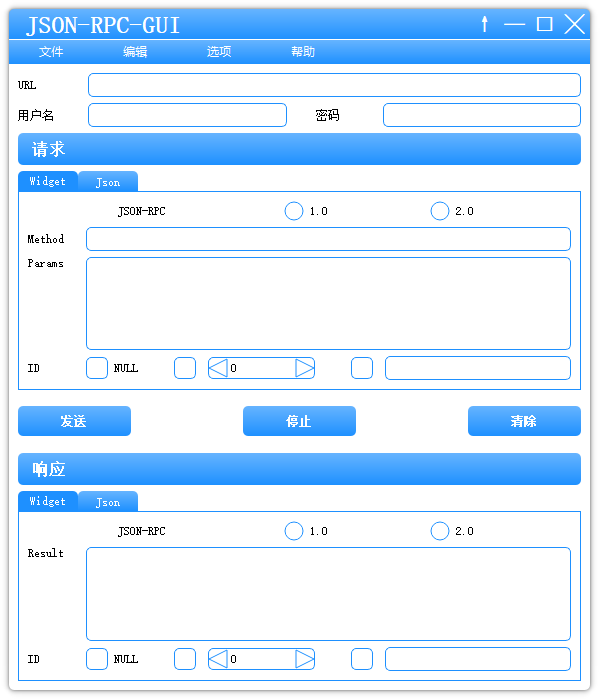 JSON-RPC-GUI
文件 编辑 选项 帮助
URL
用户名 密码
请求
Widget Json
JSON-RPC 1.0 2.0
Method
Params
ID NULL 0
发送 停止 清除
响应
Widget Json
JSON-RPC 1.0 2.0
Result
ID NULL 0